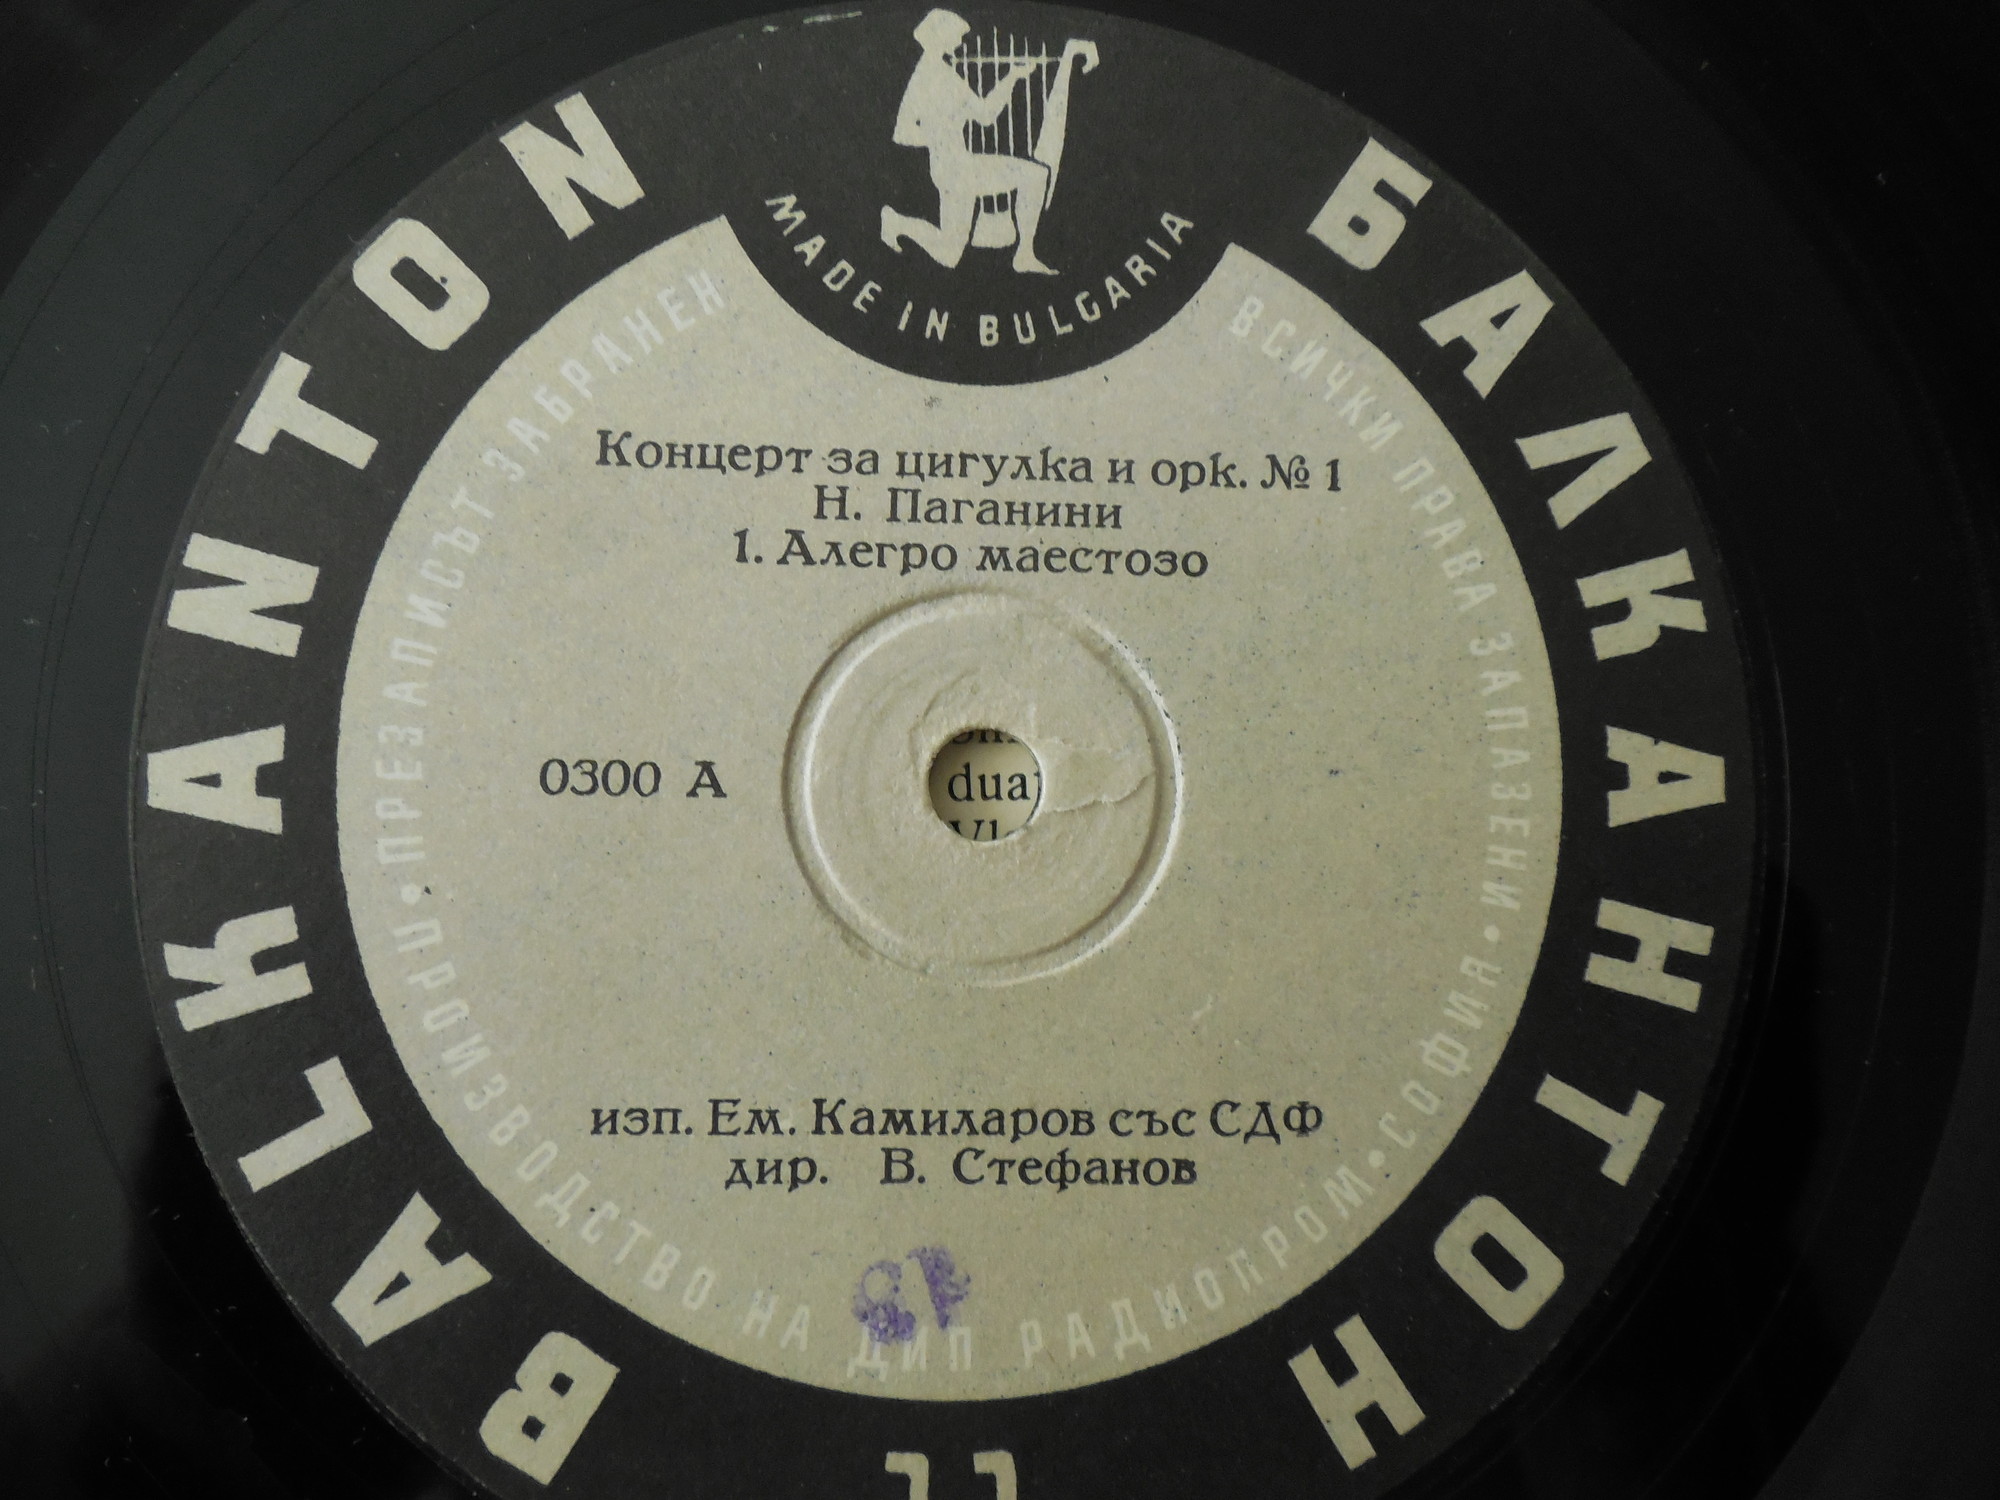 BALKANTON
БАЛКАНТОН
MADE IN BULGARIA
ВСИЧКИ ПРАВА ЗАПАЗЕНИ • СОФИЯ •
ПРОИЗВОДСТВО НА ДИП РАДИОПРОМ •
ПРЕЗАПИСЪТ ЗАБРАНЕН
Концерт за цигулка и орк. № 1
Н. Паганини
1. Алегро маестозо
0300 А
dua
изп. Ем. Камиларов със СДФ
дир. В. Стефанов